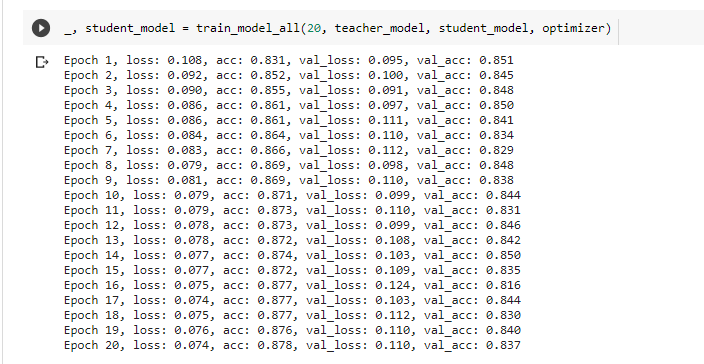 _, student_model = train_model_all(20, teacher_model, student_model, optimizer)
Epoch 1, loss: 0.108, acc: 0.831, val_loss: 0.095, val_acc: 0.851
Epoch 2, loss: 0.092, acc: 0.852, val_loss: 0.100, val_acc: 0.845
Epoch 3, loss: 0.090, acc: 0.855, val_loss: 0.091, val_acc: 0.848
Epoch 4, loss: 0.086, acc: 0.861, val_loss: 0.097, val_acc: 0.850
Epoch 5, loss: 0.086, acc: 0.861, val_loss: 0.111, val_acc: 0.841
Epoch 6, loss: 0.084, acc: 0.864, val_loss: 0.110, val_acc: 0.834
Epoch 7, loss: 0.083, acc: 0.866, val_loss: 0.112, val_acc: 0.829
Epoch 8, loss: 0.079, acc: 0.869, val_loss: 0.098, val_acc: 0.848
Epoch 9, loss: 0.081, acc: 0.869, val_loss: 0.110, val_acc: 0.838
Epoch 10, loss: 0.079, acc: 0.871, val_loss: 0.099, val_acc: 0.844
Epoch 11, loss: 0.079, acc: 0.873, val_loss: 0.110, val_acc: 0.831
Epoch 12, loss: 0.078, acc: 0.873, val_loss: 0.099, val_acc: 0.846
Epoch 13, loss: 0.078, acc: 0.872, val_loss: 0.108, val_acc: 0.842
Epoch 14, loss: 0.077, acc: 0.874, val_loss: 0.103, val_acc: 0.850
Epoch 15, loss: 0.077, acc: 0.872, val_loss: 0.109, val_acc: 0.835
Epoch 16, loss: 0.075, acc: 0.877, val_loss: 0.124, val_acc: 0.816
Epoch 17, loss: 0.074, acc: 0.877, val_loss: 0.103, val_acc: 0.844
Epoch 18, loss: 0.075, acc: 0.877, val_loss: 0.112, val_acc: 0.830
Epoch 19, loss: 0.076, acc: 0.876, val_loss: 0.110, val_acc: 0.840
Epoch 20, loss: 0.074, acc: 0.878, val_loss: 0.110, val_acc: 0.837